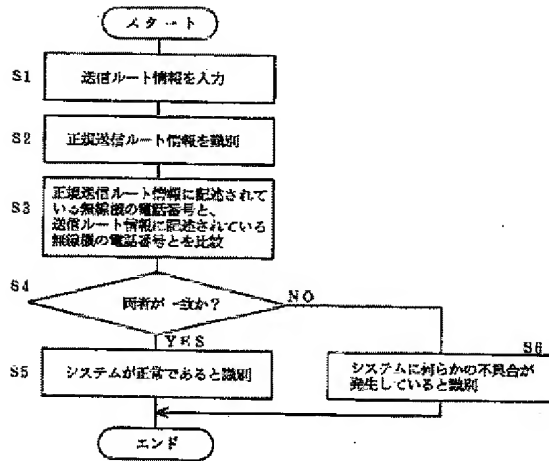 スタート
S1
送信ルート情報を入力
S2
正規送信ルート情報を識別
S3
正規送信ルート情報に記述されて
いる無線機の電話番号と、
送信ルート情報に記述されている
無線機の電話番号とを比較
S4
両者が一致か?
NO
YES
S5
システムが正常であると識別
S6
システムに何らかの不具合が
発生していると識別
エンド